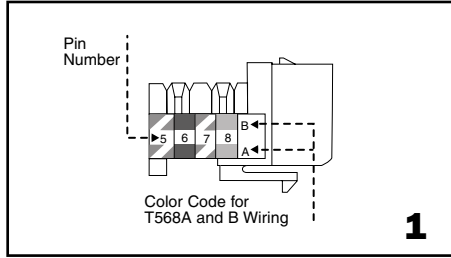 Pin
Number
5 6 7 8 B
A
Color Code for
T568A and B Wiring
1